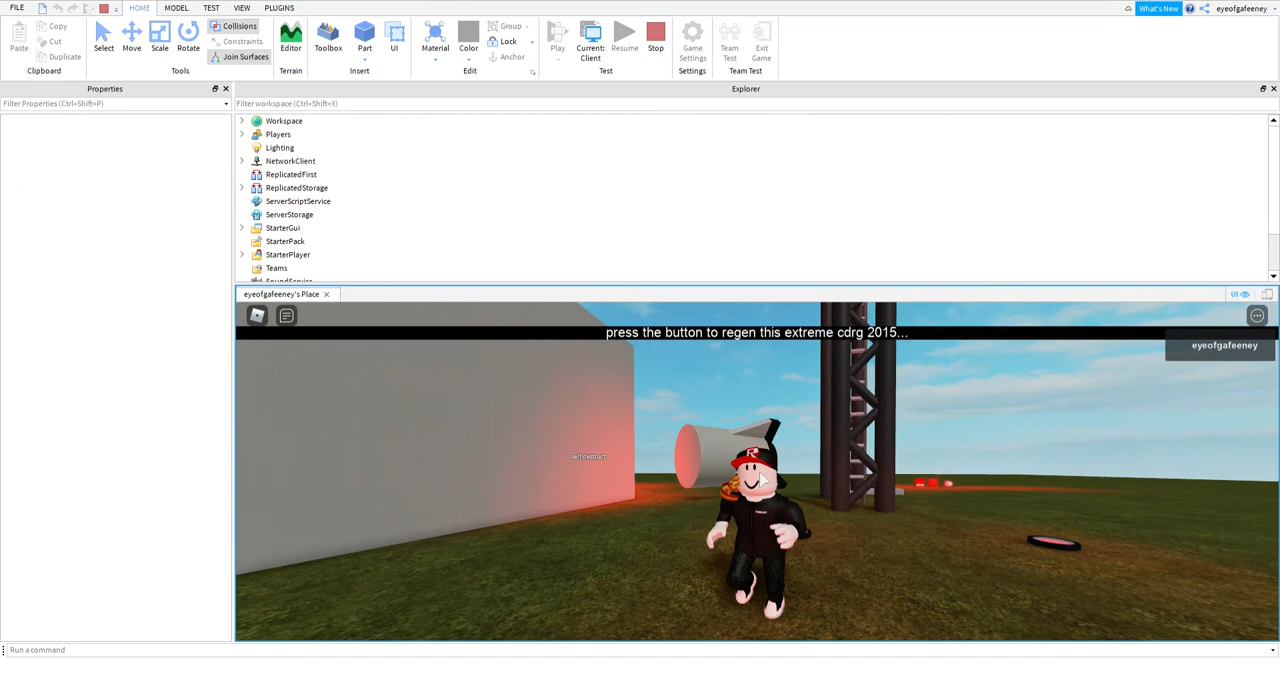 FILE HOME MODEL TEST VIEW PLUGINS What's New eyeofgafeeney
Paste Copy Cut Duplicate Select Move Scale Rotate Collisions Constraints Join Surfaces Editor Toolbox Part UI Material Color Group Lock Anchor Play Current: Client Resume Stop Game Settings Team Test Exit Game
Clipboard Tools Terrain Insert Edit Test Settings Team Test
Properties Explorer
Filter Properties (Ctrl+Shift+P) Filter workspace (Ctrl+Shift+X)
Workspace
Players
Lighting
NetworkClient
ReplicatedFirst
ReplicatedStorage
ServerScriptService
ServerStorage
StarterGui
StarterPack
StarterPlayer
Teams
SoundService
eyeofgafeeney's Place UI
press the button to regen this extreme cdrg 2015...
eyeofgafeeney
self destruct
Run a command